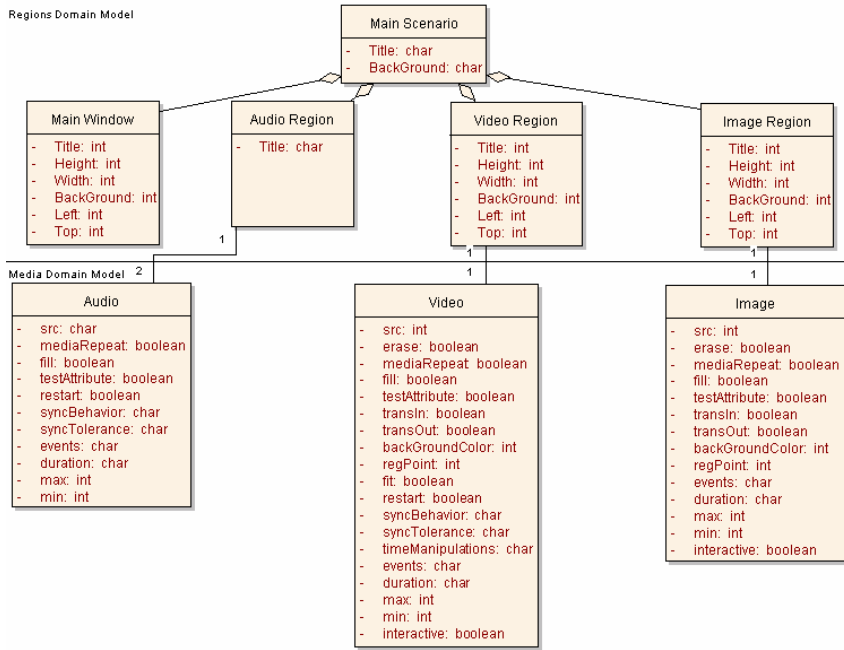 Regions Domain Model
Main Scenario
- Title: char
- BackGround: char
Main Window
- Title: int
- Height: int
- Width: int
- BackGround: int
- Left: int
- Top: int
Audio Region
- Title: char
Video Region
- Title: int
- Height: int
- Width: int
- BackGround: int
- Left: int
- Top: int
Image Region
- Title: int
- Height: int
- Width: int
- BackGround: int
- Left: int
- Top: int
1
1
1
Media Domain Model
2
1
1
Audio
- src: char
- mediaRepeat: boolean
- fill: boolean
- testAttribute: boolean
- restart: boolean
- syncBehavior: char
- syncTolerance: char
- events: char
- duration: char
- max: int
- min: int
Video
- src: int
- erase: boolean
- mediaRepeat: boolean
- fill: boolean
- testAttribute: boolean
- transIn: boolean
- transOut: boolean
- backGroundColor: int
- regPoint: int
- fit: boolean
- restart: boolean
- syncBehavior: char
- syncTolerance: char
- timeManipulations: char
- events: char
- duration: char
- max: int
- min: int
- interactive: boolean
Image
- src: int
- erase: boolean
- mediaRepeat: boolean
- fill: boolean
- testAttribute: boolean
- transIn: boolean
- transOut: boolean
- backGroundColor: int
- regPoint: int
- events: char
- duration: char
- max: int
- min: int
- interactive: boolean